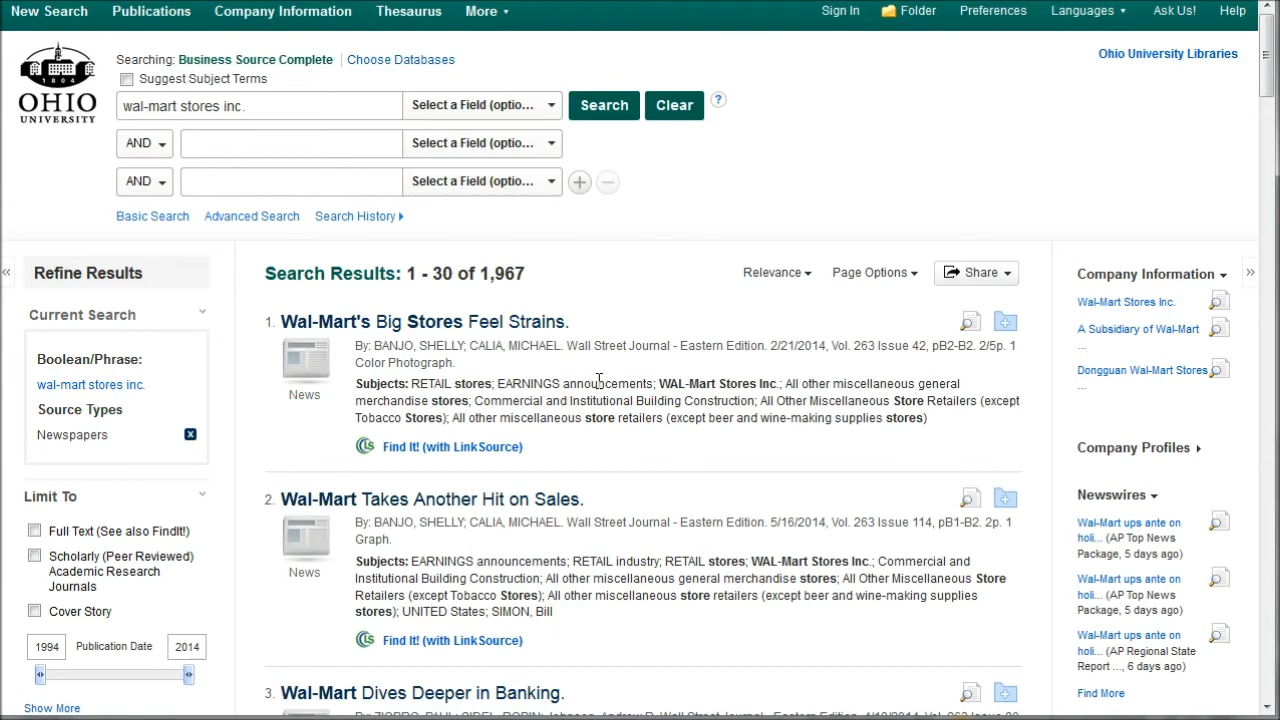 New Search Publications Company Information Thesaurus More Sign In Folder Preferences Languages Ask Us! Help
1804
OHIO
UNIVERSITY
Searching: Business Source Complete Choose Databases
Ohio University Libraries
Suggest Subject Terms
wal-mart stores inc. Select a Field (optio... Search Clear ?
AND Select a Field (optio...
AND Select a Field (optio...
Basic Search Advanced Search Search History
Refine Results
Current Search
Boolean/Phrase:
wal-mart stores inc.
Source Types
Newspapers
Limit To
Full Text (See also FindIt!)
Scholarly (Peer Reviewed)
Academic Research
Journals
Cover Story
1994 Publication Date 2014
Show More
Search Results: 1 - 30 of 1,967
Relevance Page Options Share
1. Wal-Mart's Big Stores Feel Strains.
By: BANJO, SHELLY; CALIA, MICHAEL. Wall Street Journal - Eastern Edition. 2/21/2014, Vol. 263 Issue 42, pB2-B2. 2/5p. 1
Color Photograph.
News
Subjects: RETAIL stores; EARNINGS announcements; WAL-Mart Stores Inc.; All other miscellaneous general
merchandise stores; Commercial and Institutional Building Construction; All Other Miscellaneous Store Retailers (except
Tobacco Stores); All other miscellaneous store retailers (except beer and wine-making supplies stores)
Find It! (with LinkSource)
2. Wal-Mart Takes Another Hit on Sales.
By: BANJO, SHELLY; CALIA, MICHAEL. Wall Street Journal - Eastern Edition. 5/16/2014, Vol. 263 Issue 114, pB1-B2. 2p. 1
Graph.
News
Subjects: EARNINGS announcements; RETAIL industry; RETAIL stores; WAL-Mart Stores Inc.; Commercial and
Institutional Building Construction; All other miscellaneous general merchandise stores; All Other Miscellaneous Store
Retailers (except Tobacco Stores); All other miscellaneous store retailers (except beer and wine-making supplies
stores); UNITED States; SIMON, Bill
Find It! (with LinkSource)
3. Wal-Mart Dives Deeper in Banking.
Company Information
Wal-Mart Stores Inc.
A Subsidiary of Wal-Mart
...
Dongguan Wal-Mart Stores
...
Company Profiles
Newswires
Wal-Mart ups ante on
holi... (AP Top News
Package, 5 days ago)
Wal-Mart ups ante on
holi... (AP Top News
Package, 5 days ago)
Wal-Mart ups ante on
holi... (AP Regional State
Report ..., 6 days ago)
Find More